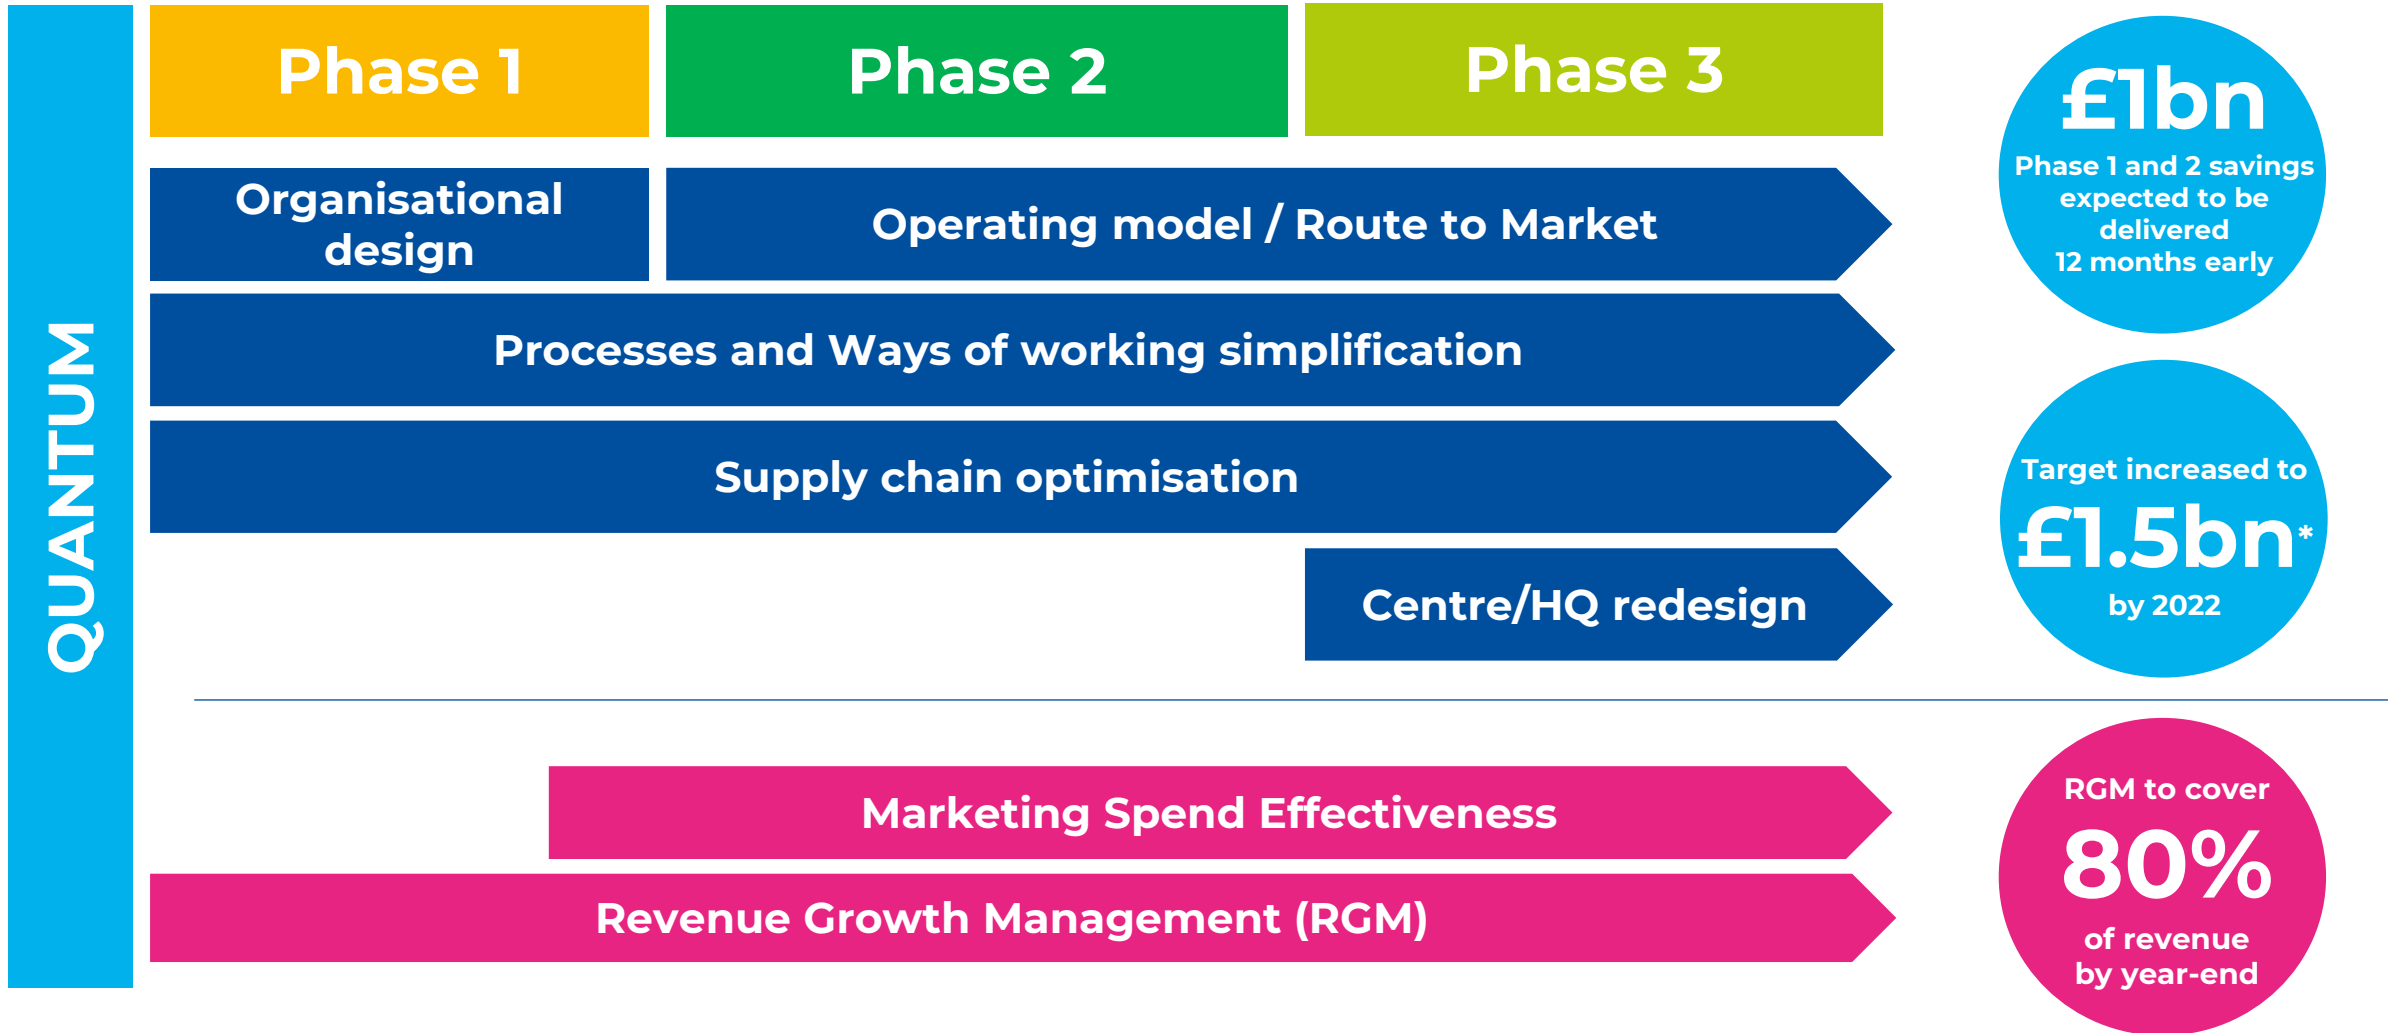 QUANTUM
Phase 1
Phase 2
Phase 3
Organisational
design
Operating model / Route to Market
Processes and Ways of working simplification
Supply chain optimisation
Centre/HQ redesign
£1bn
Phase 1 and 2 savings
expected to be
delivered
12 months early
Target increased to
£1.5bn*
by 2022
Marketing Spend Effectiveness
Revenue Growth Management (RGM)
RGM to cover
80%
of revenue
by year-end